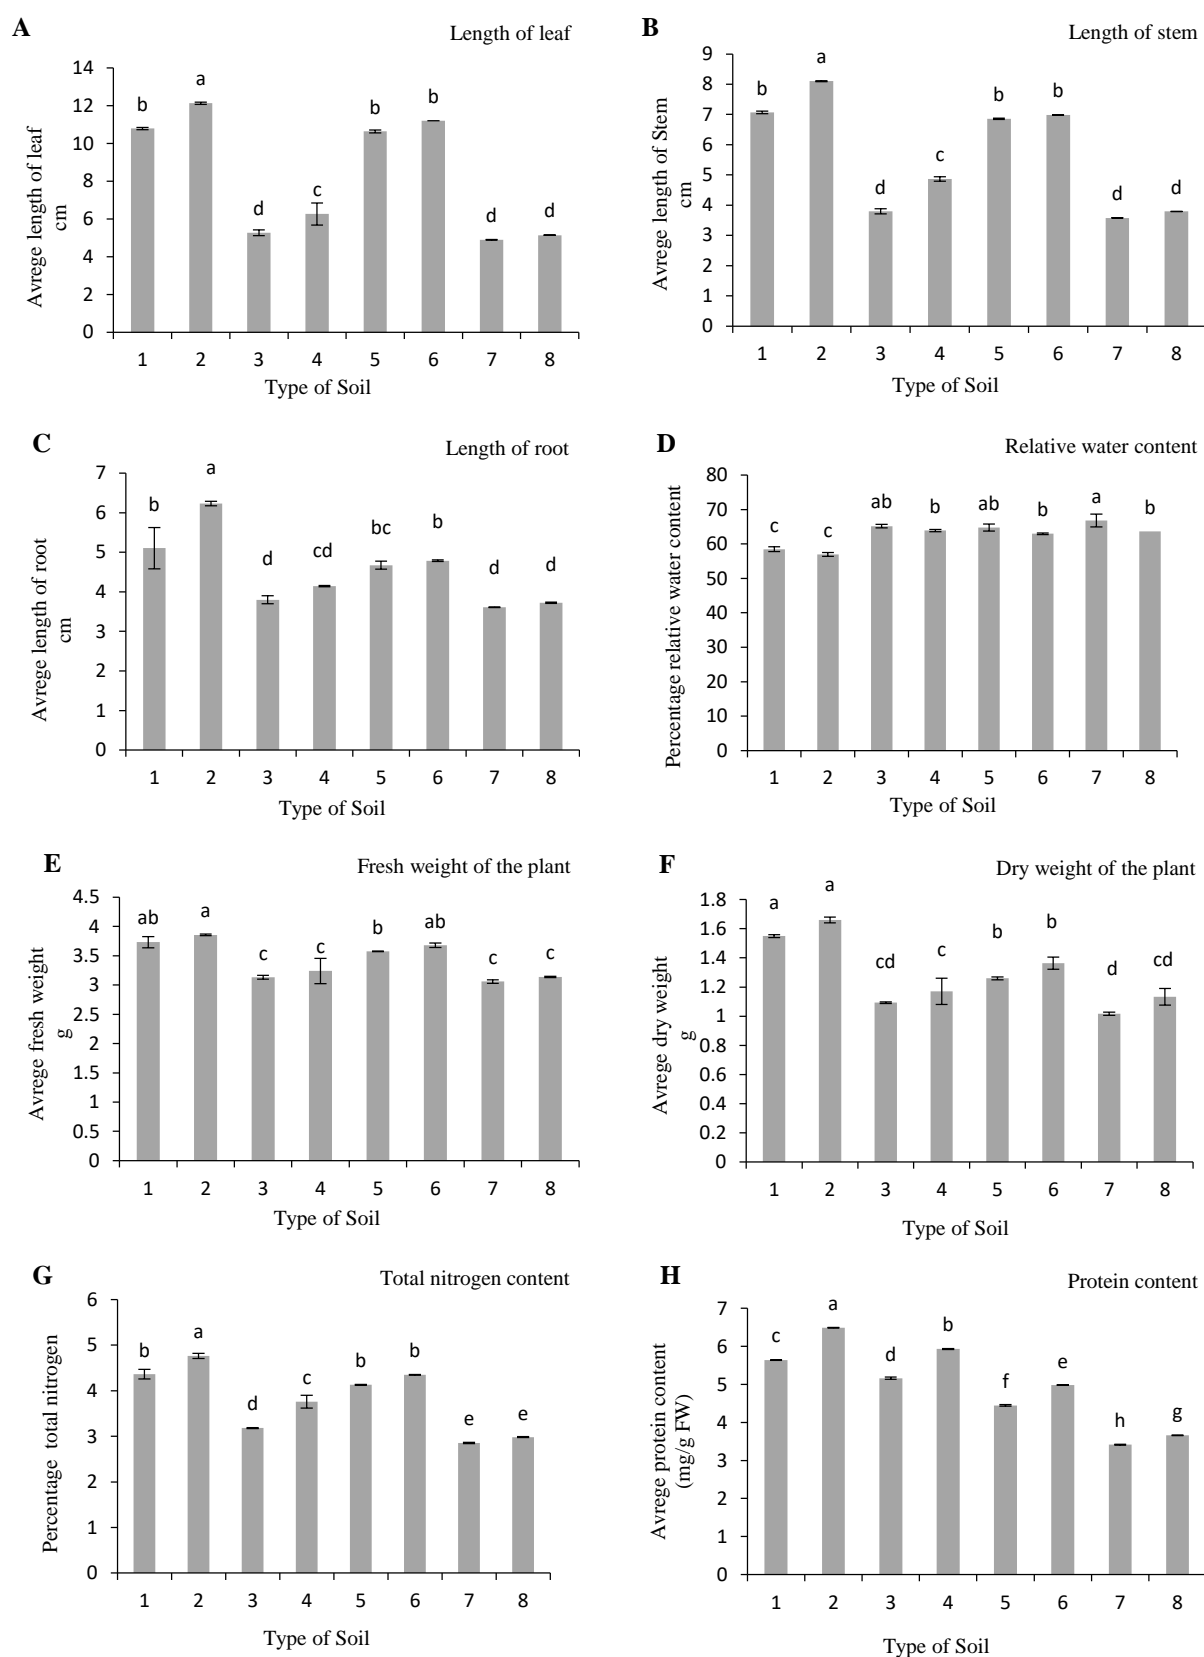 A
Length of leaf
14
12
10
8
6
4
2
0
Avrege length of leaf
cm
b
a
d
c
b
b
d
d
1 2 3 4 5 6 7 8
Type of Soil
B
Length of stem
9
8
7
6
5
4
3
2
1
0
Avrege length of Stem
cm
b
a
d
c
b
b
d
d
1 2 3 4 5 6 7 8
Type of Soil
C
Length of root
7
6
5
4
3
2
1
0
Avrege length of root
cm
b
a
d
cd
bc
b
d
d
1 2 3 4 5 6 7 8
Type of Soil
D
Relative water content
80
70
60
50
40
30
20
10
0
Percentage relative water content
c
c
ab
b
ab
b
a
b
1 2 3 4 5 6 7 8
Type of Soil
E
Fresh weight of the plant
4.5
4
3.5
3
2.5
2
1.5
1
0.5
0
Avrege fresh weight
g
ab
a
c
c
b
ab
c
c
1 2 3 4 5 6 7 8
Type of Soil
F
Dry weight of the plant
1.8
1.6
1.4
1.2
1
0.8
0.6
0.4
0.2
0
Avrege dry weight
g
a
a
cd
c
b
b
d
cd
1 2 3 4 5 6 7 8
Type of Soil
G
Total nitrogen content
6
5
4
3
2
1
0
Percentage total nitrogen
b
a
d
c
b
b
e
e
1 2 3 4 5 6 7 8
Type of Soil
H
Protein content
7
6
5
4
3
2
1
0
Avrege protein content
(mg/g FW)
c
a
d
b
f
e
h
g
1 2 3 4 5 6 7 8
Type of Soil